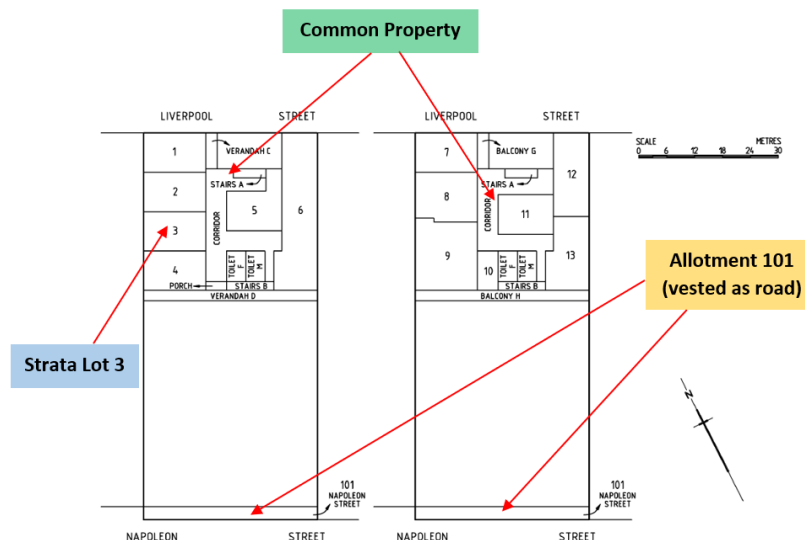 Common Property
LIVERPOOL STREET
LIVERPOOL STREET
SCALE METRES
0 6 12 18 24 30
1
VERANDAH C
2
STAIRS A
3
CORRIDOR
5
6
4
TOILET F
TOILET M
PORCH
STAIRS B
VERANDAH D
7
BALCONY G
12
8
STAIRS A
CORRIDOR
11
9
10
TOILET F
TOILET M
13
STAIRS B
BALCONY H
Allotment 101
(vested as road)
Strata Lot 3
N
101
NAPOLEON
STREET
101
NAPOLEON
STREET
NAPOLEON STREET
NAPOLEON STREET